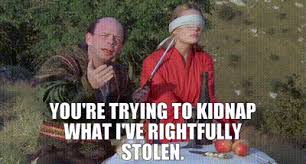 YOU'RE TRYING TO KIDNAP
WHAT I'VE RIGHTFULLY
STOLEN.